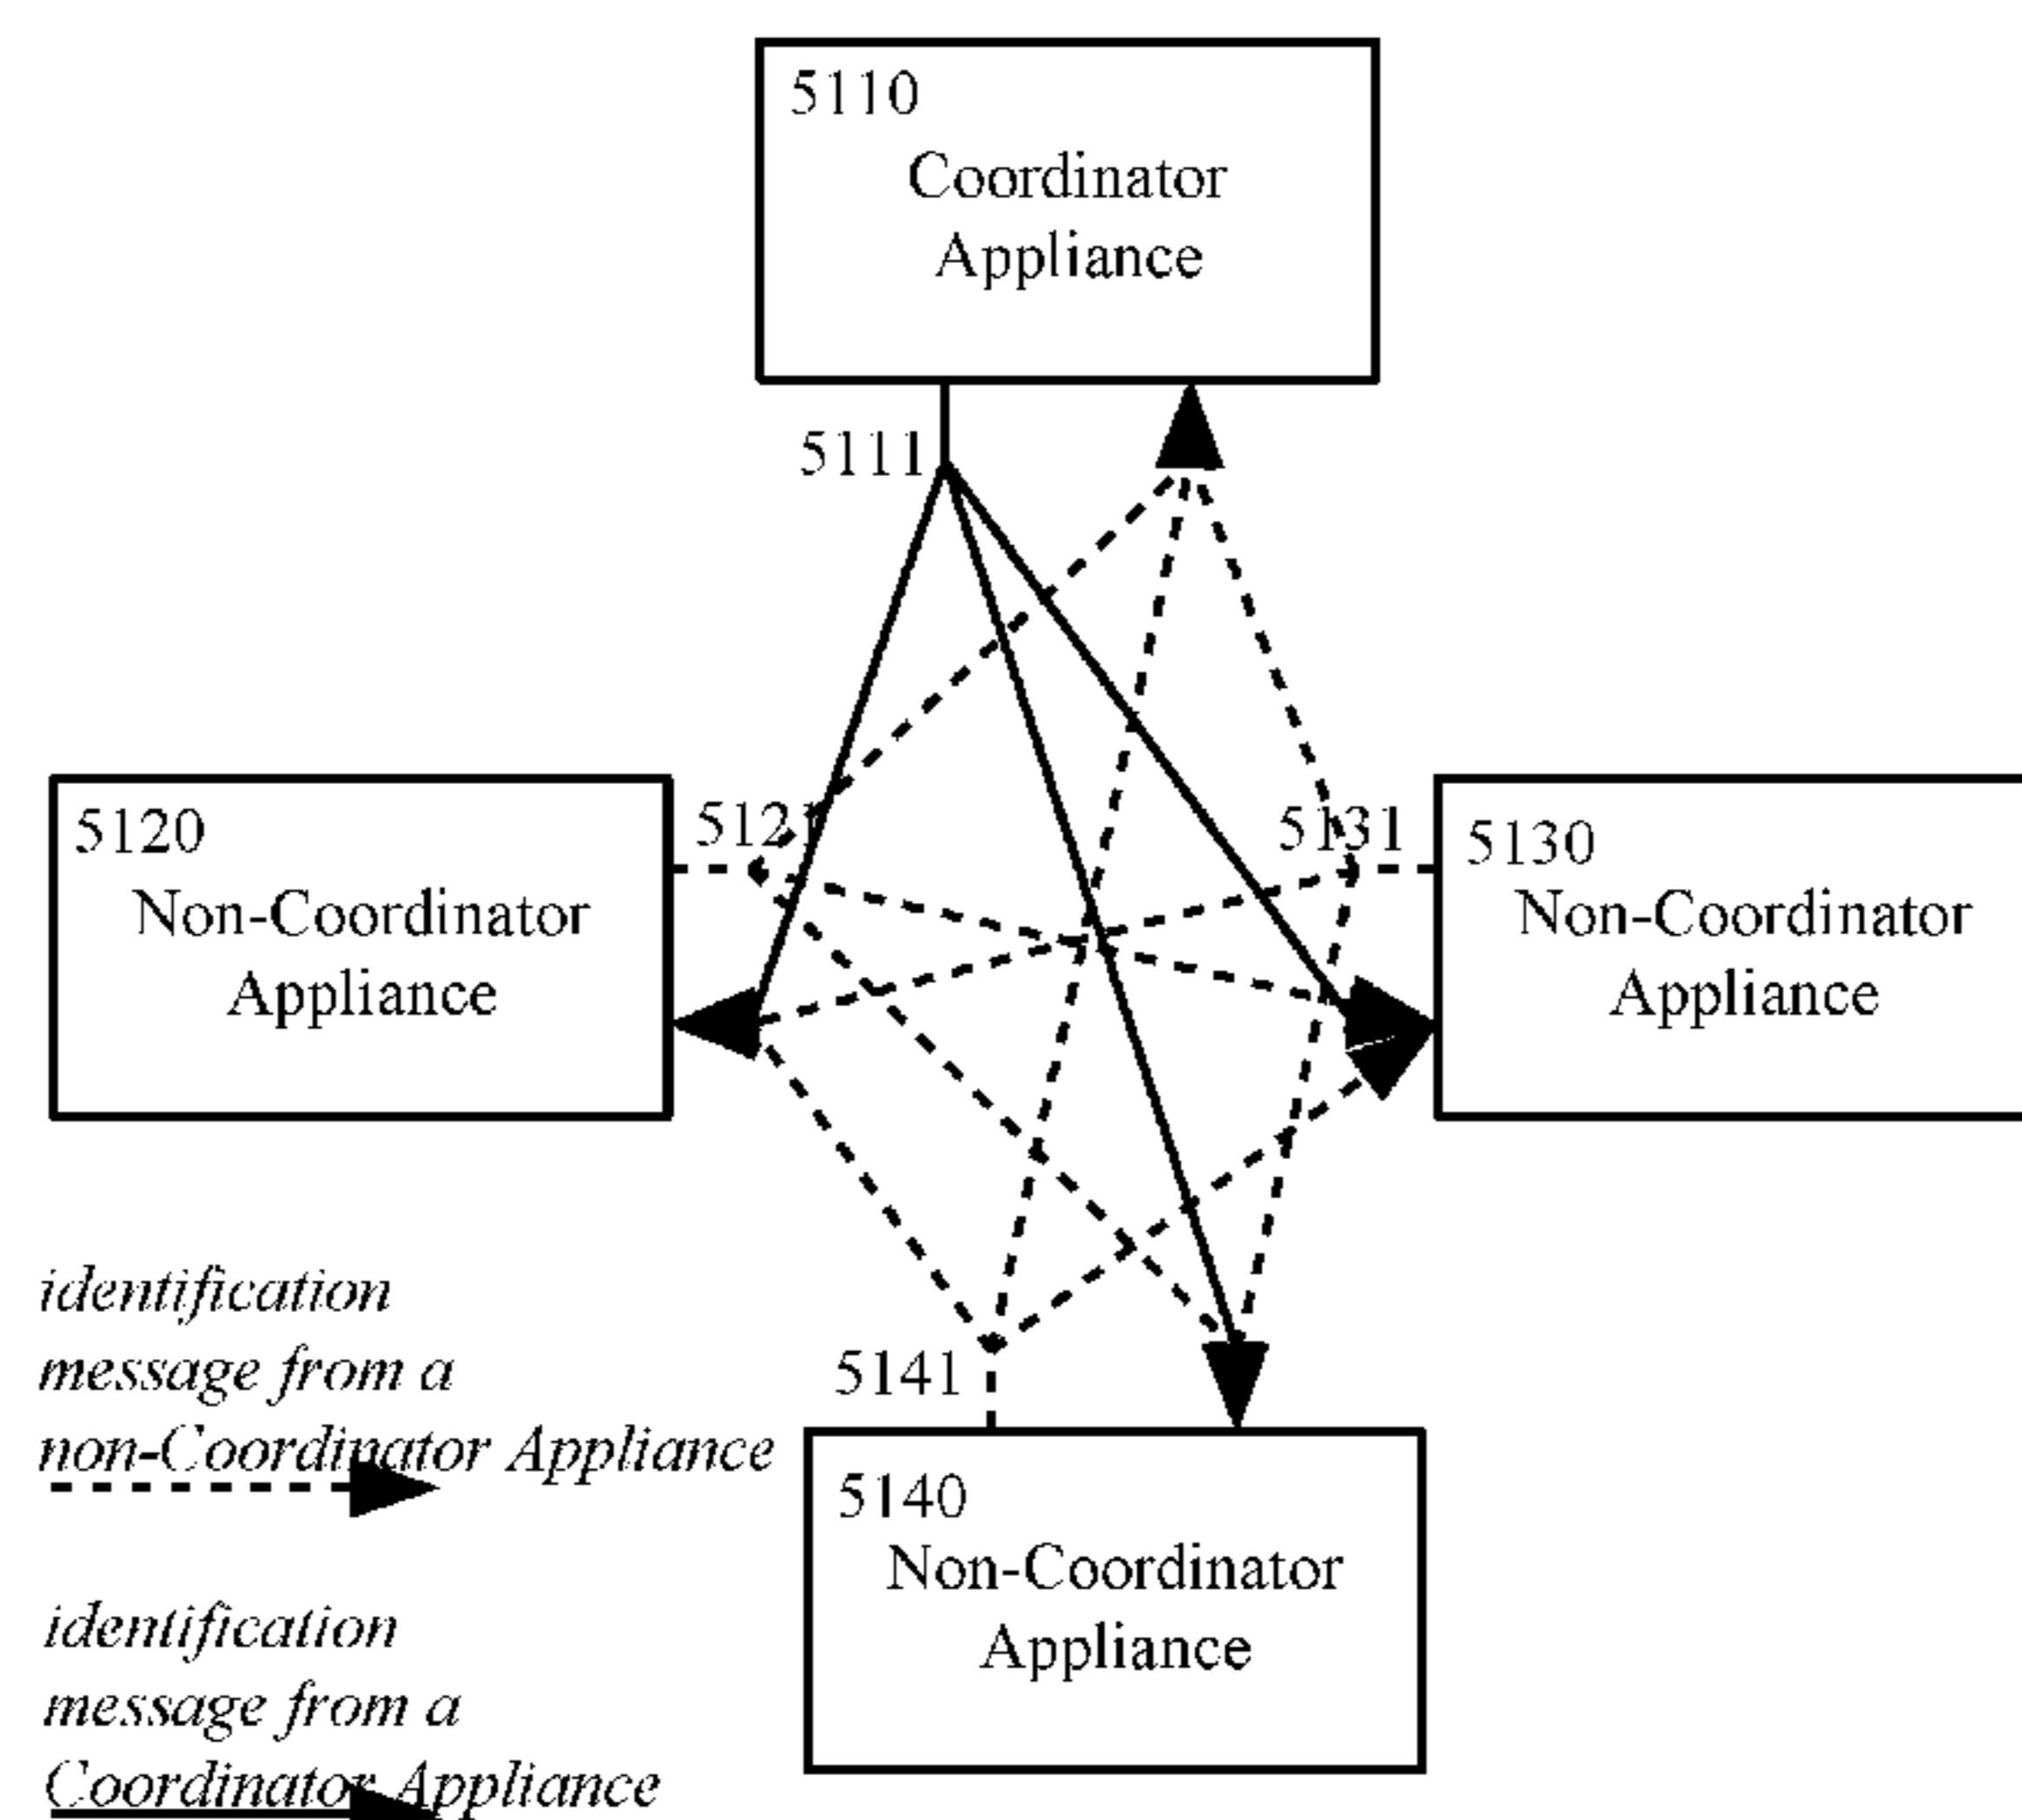 5110
Coordinator
Appliance
5111
5120
Non-Coordinator
Appliance
5121
5131
5130
Non-Coordinator
Appliance
identification
message from a
non-Coordinator Appliance
5141
5140
Non-Coordinator
Appliance
identification
message from a
Coordinator Appliance